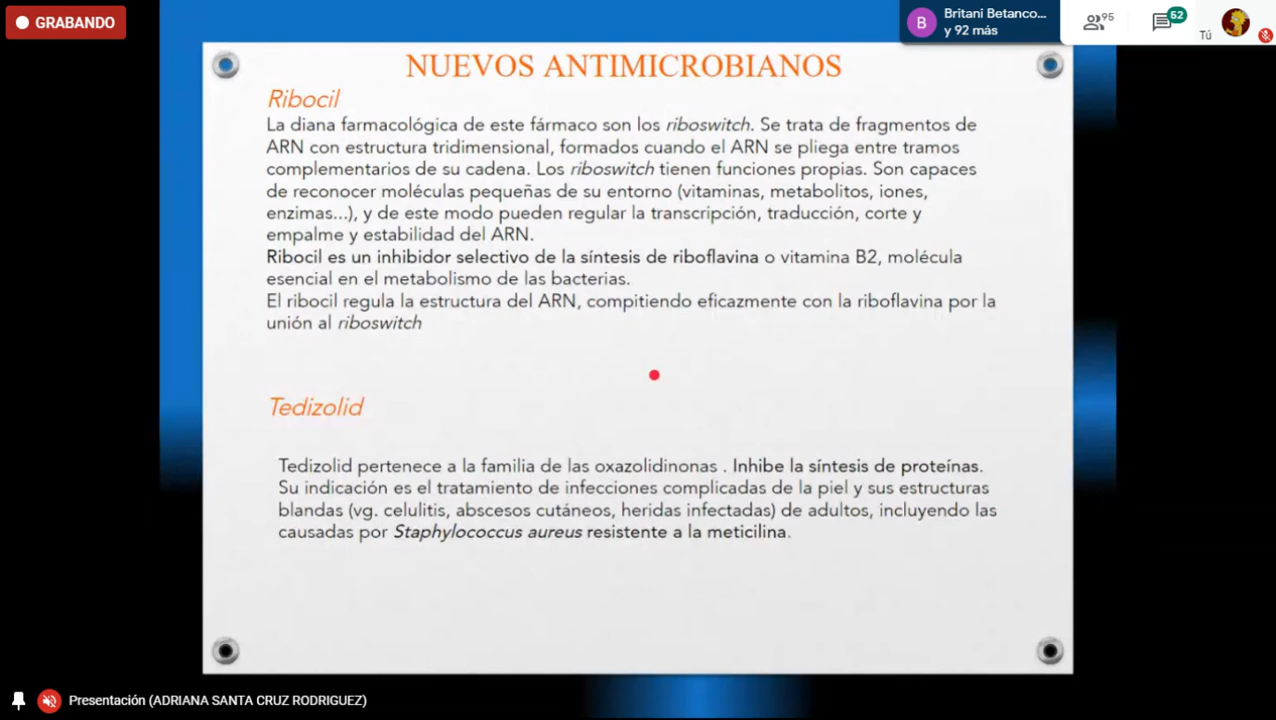 GRABANDO
Britani Betanco...
y 92 más
95
52
Tú
B
NUEVOS ANTIMICROBIANOS
Ribocil
La diana farmacológica de este fármaco son los riboswitch. Se trata de fragmentos de
ARN con estructura tridimensional, formados cuando el ARN se pliega entre tramos
complementarios de su cadena. Los riboswitch tienen funciones propias. Son capaces
de reconocer moléculas pequeñas de su entorno (vitaminas, metabolitos, iones,
enzimas...), y de este modo pueden regular la transcripción, traducción, corte y
empalme y estabilidad del ARN.
Ribocil es un inhibidor selectivo de la síntesis de riboflavina o vitamina B2, molécula
esencial en el metabolismo de las bacterias.
El ribocil regula la estructura del ARN, compitiendo eficazmente con la riboflavina por la
unión al riboswitch
Tedizolid
Tedizolid pertenece a la familia de las oxazolidinonas . Inhibe la síntesis de proteínas.
Su indicación es el tratamiento de infecciones complicadas de la piel y sus estructuras
blandas (vg. celulitis, abscesos cutáneos, heridas infectadas) de adultos, incluyendo las
causadas por Staphylococcus aureus resistente a la meticilina.
Presentación (ADRIANA SANTA CRUZ RODRIGUEZ)